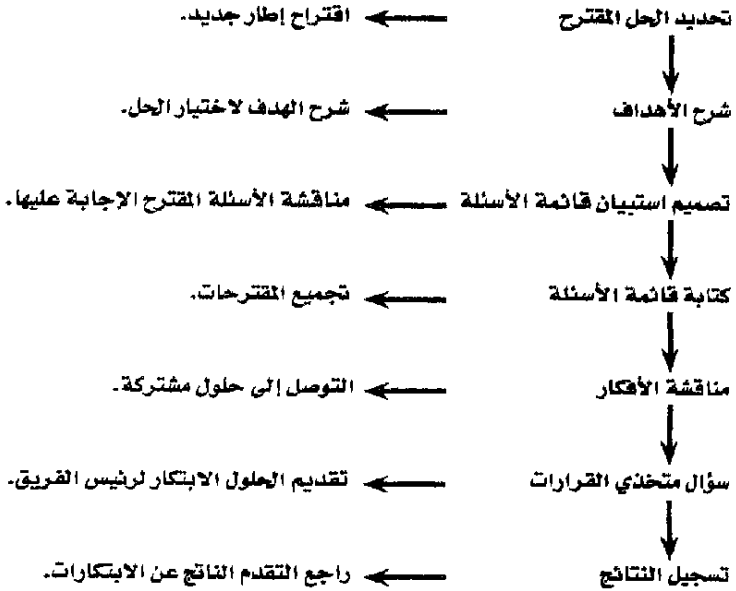 تحديد الحل المقترح اقتراح إطار جديد.
شرح الأهداف شرح الهدف لاختيار الحل.
تصميم استبيان قائمة الأسئلة مناقشة الأسئلة المقترح الإجابة عليها.
كتابة قائمة الأسئلة تجميع المقترحات.
مناقشة الأفكار التوصل إلى حلول مشتركة.
سؤال متخذي القرارات تقديم الحلول الابتكار لرئيس الفريق.
تسجيل النتائج راجع التقدم الناتج عن الابتكارات.